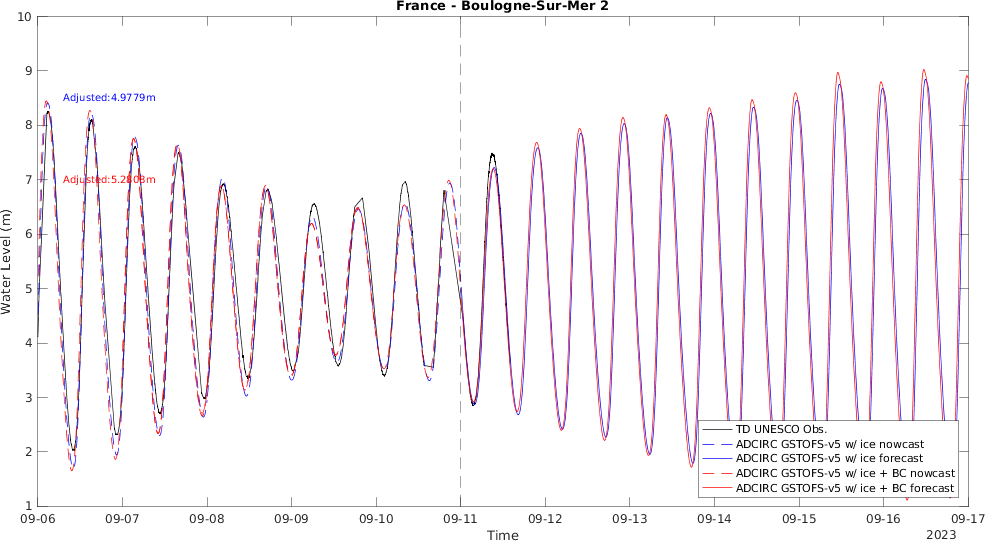 France - Boulogne-Sur-Mer 2
10
9
8
7
6
5
4
3
2
1
Water Level (m)
Adjusted:4.9779m
Adjusted:5.2803m
TD UNESCO Obs.
ADCIRC GSTOFS-v5 w/ ice nowcast
ADCIRC GSTOFS-v5 w/ ice forecast
ADCIRC GSTOFS-v5 w/ ice + BC nowcast
ADCIRC GSTOFS-v5 w/ ice + BC forecast
09-06 09-07 09-08 09-09 09-10 09-11 09-12 09-13 09-14 09-15 09-16 09-17
Time
2023